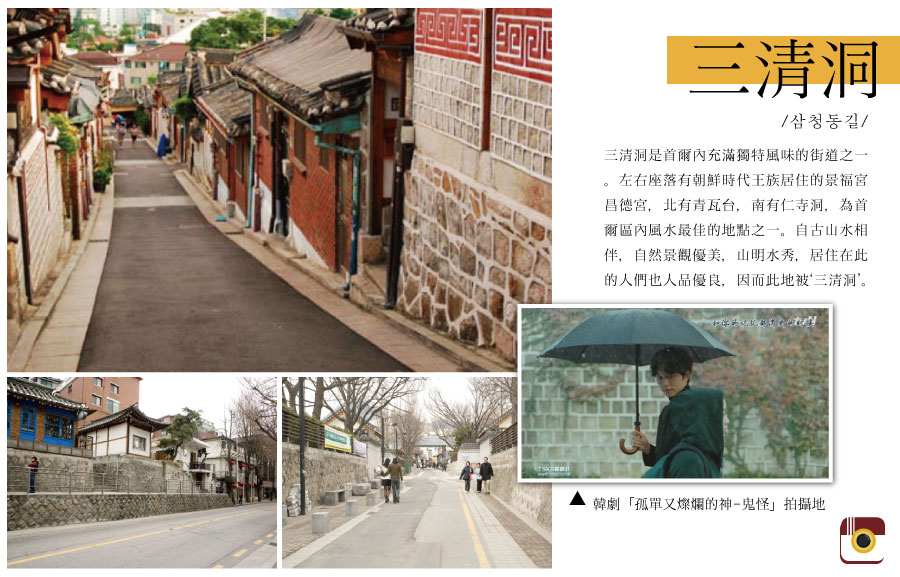 三清洞
/삼청동길/
三清洞是首爾內充滿獨特風味的街道之一
。左右座落有朝鮮時代王族居住的景福宮
昌德宮，北有青瓦台，南有仁寺洞，為首
爾區內風水最佳的地點之一。自古山水相
伴，自然景觀優美，山明水秀，居住在此
的人們也人品優良，因而此地被‘三清洞’。
▲ 韓劇「孤單又燦爛的神-鬼怪」拍攝地